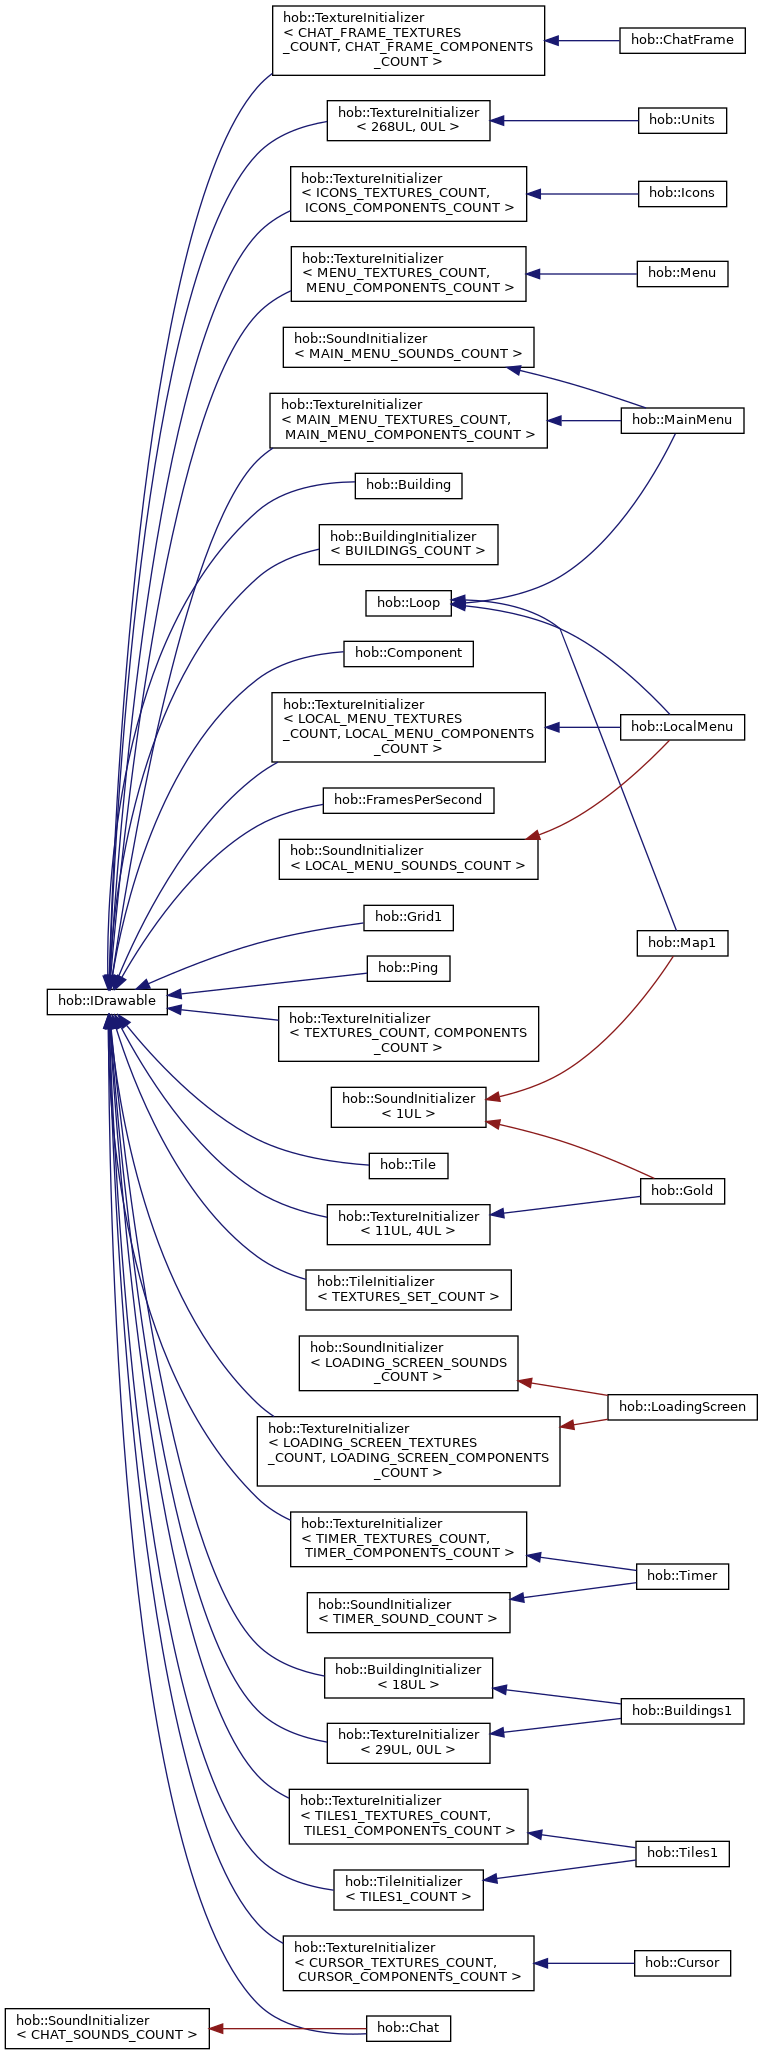 hob::TextureInitializer
< CHAT_FRAME_TEXTURES
_COUNT, CHAT_FRAME_COMPONENTS
_COUNT >
hob::ChatFrame
hob::TextureInitializer
< 268UL, 0UL >
hob::Units
hob::TextureInitializer
< ICONS_TEXTURES_COUNT,
ICONS_COMPONENTS_COUNT >
hob::Icons
hob::TextureInitializer
< MENU_TEXTURES_COUNT,
MENU_COMPONENTS_COUNT >
hob::Menu
hob::SoundInitializer
< MAIN_MENU_SOUNDS_COUNT >
hob::TextureInitializer
< MAIN_MENU_TEXTURES_COUNT,
MAIN_MENU_COMPONENTS_COUNT >
hob::MainMenu
hob::Building
hob::BuildingInitializer
< BUILDINGS_COUNT >
hob::Loop
hob::Component
hob::TextureInitializer
< LOCAL_MENU_TEXTURES
_COUNT, LOCAL_MENU_COMPONENTS
_COUNT >
hob::LocalMenu
hob::FramesPerSecond
hob::SoundInitializer
< LOCAL_MENU_SOUNDS_COUNT >
hob::Grid1
hob::Map1
hob::Ping
hob::IDrawable
hob::TextureInitializer
< TEXTURES_COUNT, COMPONENTS
_COUNT >
hob::SoundInitializer
< 1UL >
hob::Tile
hob::Gold
hob::TextureInitializer
< 11UL, 4UL >
hob::TileInitializer
< TEXTURES_SET_COUNT >
hob::SoundInitializer
< LOADING_SCREEN_SOUNDS
_COUNT >
hob::LoadingScreen
hob::TextureInitializer
< LOADING_SCREEN_TEXTURES
_COUNT, LOADING_SCREEN_COMPONENTS
_COUNT >
hob::TextureInitializer
< TIMER_TEXTURES_COUNT,
TIMER_COMPONENTS_COUNT >
hob::Timer
hob::SoundInitializer
< TIMER_SOUND_COUNT >
hob::BuildingInitializer
< 18UL >
hob::Buildings1
hob::TextureInitializer
< 29UL, 0UL >
hob::TextureInitializer
< TILES1_TEXTURES_COUNT,
TILES1_COMPONENTS_COUNT >
hob::Tiles1
hob::TileInitializer
< TILES1_COUNT >
hob::TextureInitializer
< CURSOR_TEXTURES_COUNT,
CURSOR_COMPONENTS_COUNT >
hob::Cursor
hob::SoundInitializer
< CHAT_SOUNDS_COUNT >
hob::Chat